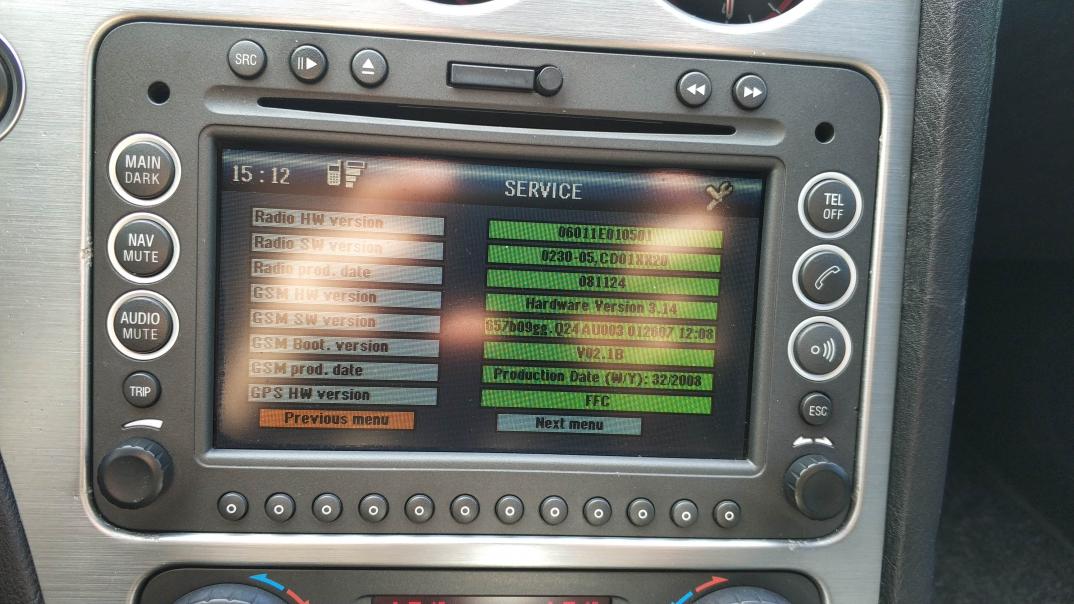 SRC
MAIN
DARK
NAV
MUTE
AUDIO
MUTE
TRIP
TEL
OFF
ESC
15:12
SERVICE
Radio HW version 06011E010501
Radio SW version 0230-05,CD01XX20
Radio prod. date 081124
GSM HW version Hardware Version 3.14
GSM SW version 657b09gg.Q24AU003 012607 12:08
GSM Boot. version V02.1B
GSM prod. date Production Date (W/Y): 32/2008
GPS HW version FFC
Previous menu Next menu